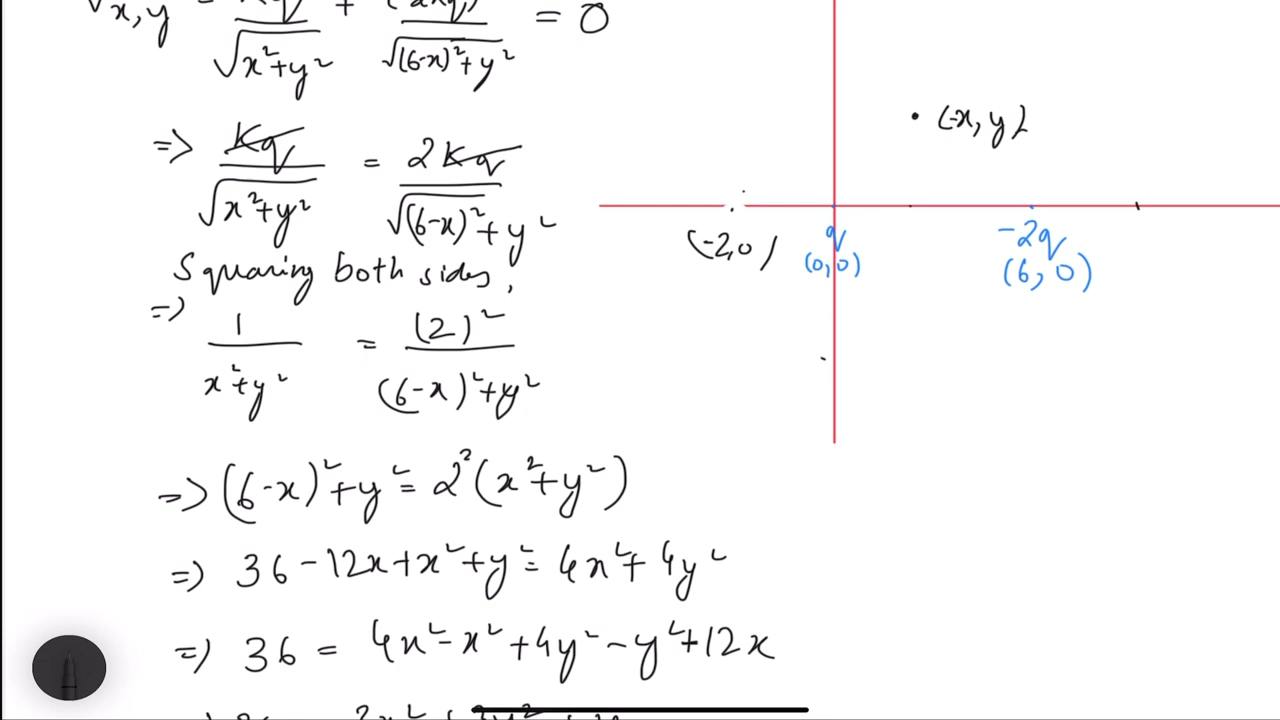 x,y = Kq/√(x²+y²) + /√((6-x)²+y²) = 0
=> Kq/√(x²+y²) = 2Kq/√((6-x)²+y²)
Squaring both sides,
=> 1/(x²+y²) = (2)²/((6-x)²+y²)
=> (6-x)²+y² = 2²(x²+y²)
=> 36-12x+x²+y² = 4x²+4y²
=> 36 = 4x²-x²+4y²-y²+12x
(-x,y)
(-2,0)
q
(0,0)
-2q
(6,0)